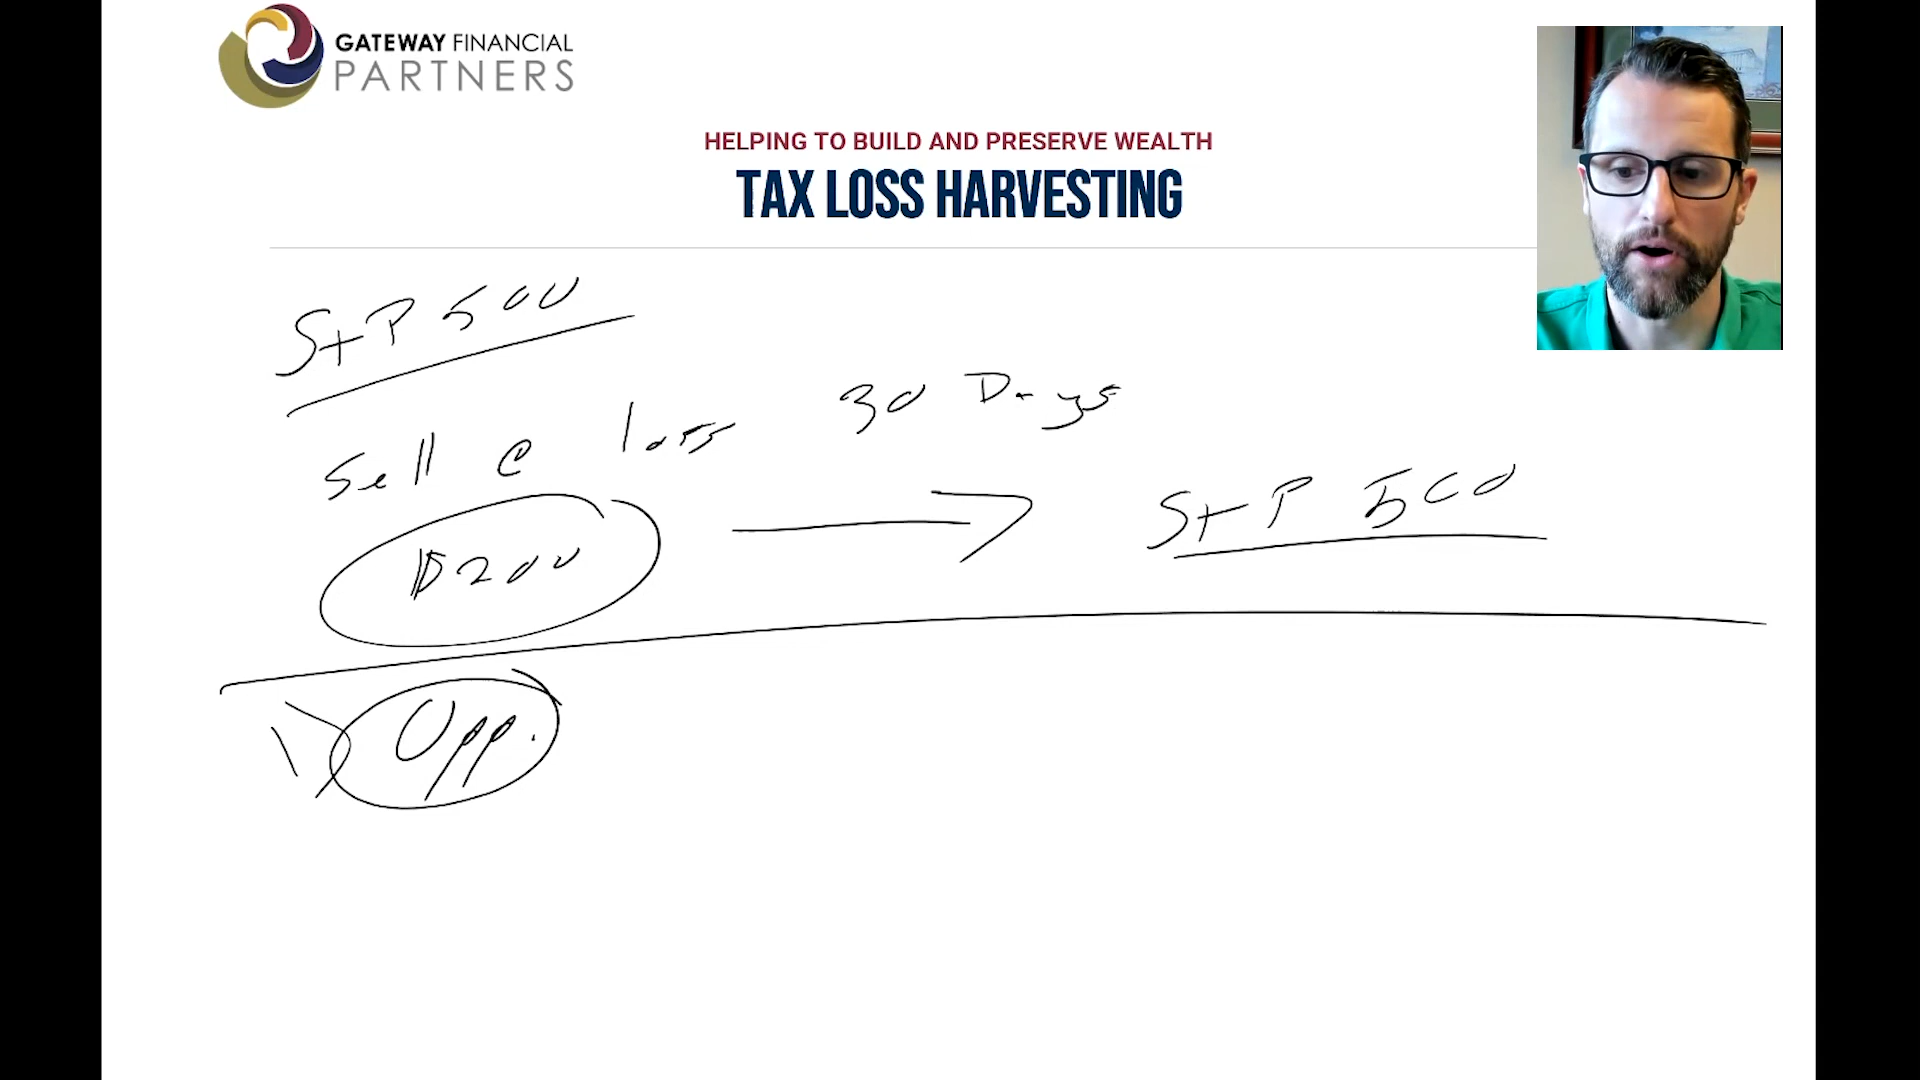 GATEWAY FINANCIAL
PARTNERS
HELPING TO BUILD AND PRESERVE WEALTH
TAX LOSS HARVESTING
S+P 500
Sell @ loss 30 Days
$200 S+P 500
1) Opp.